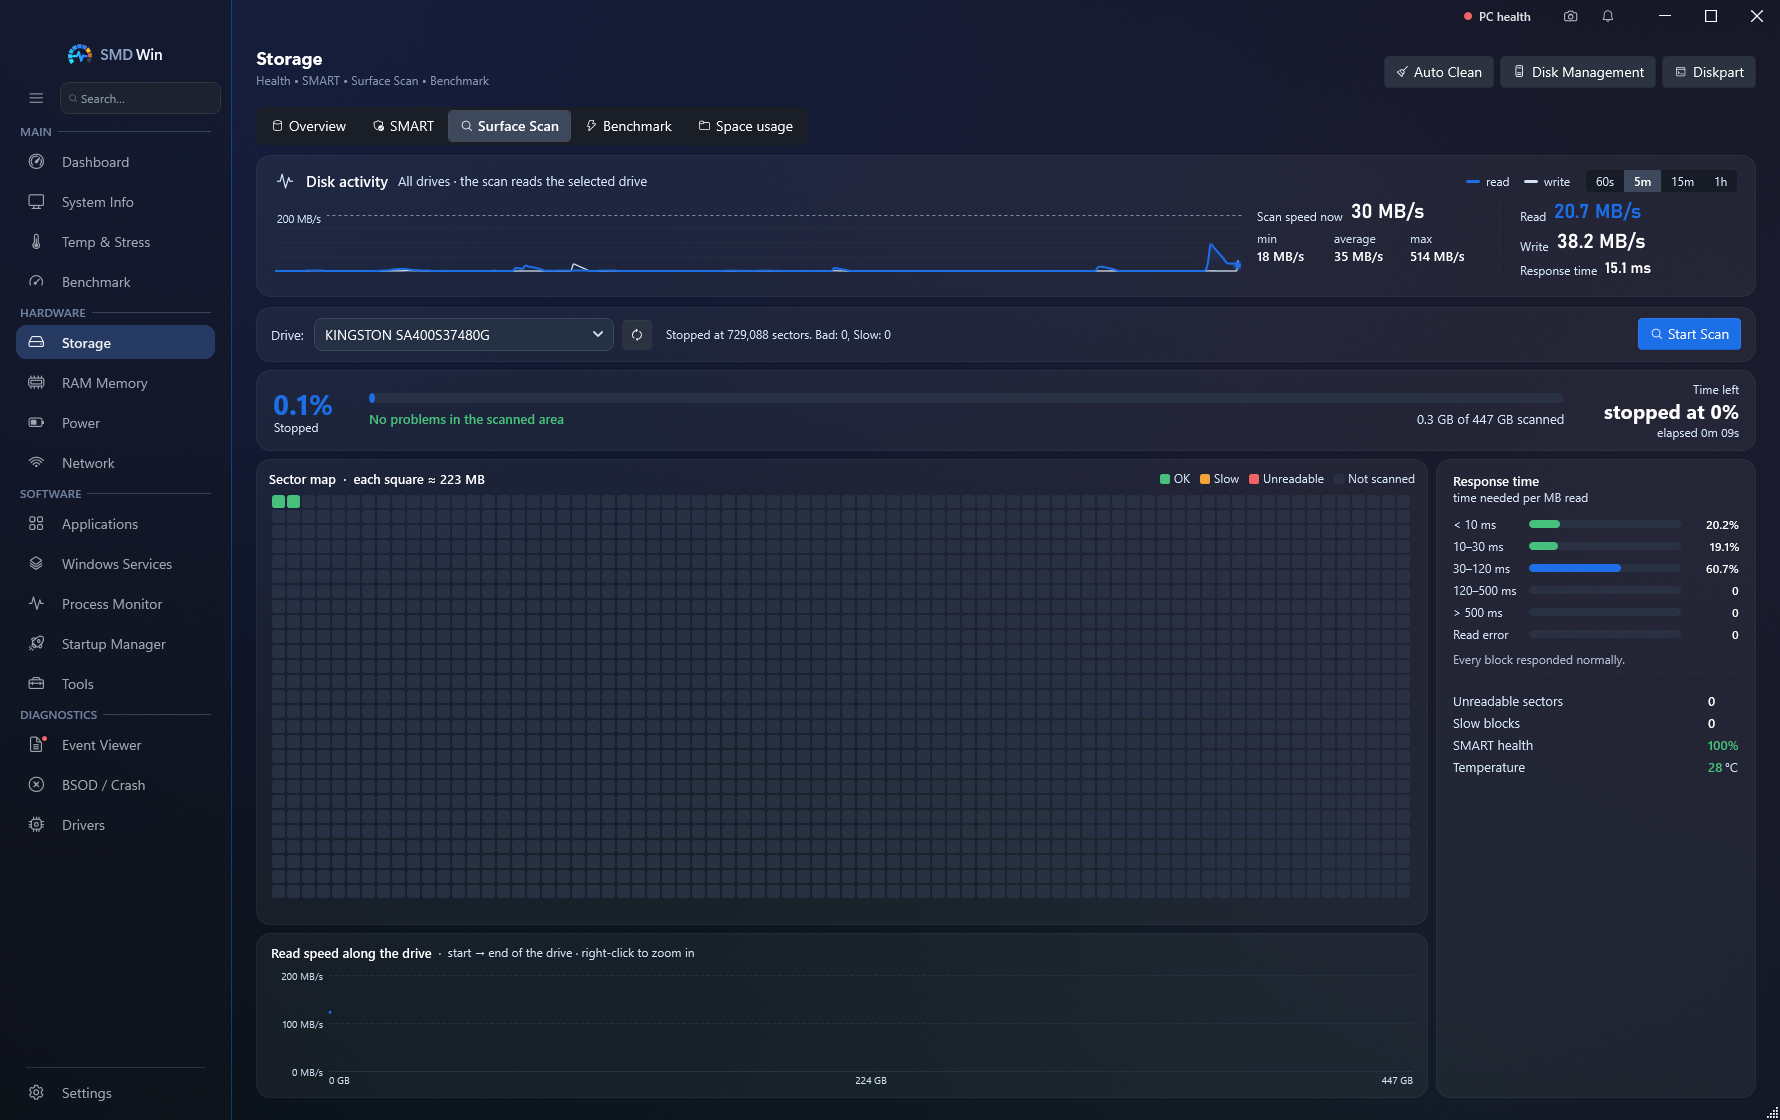 PC health
SMD Win
Search...
MAIN
Dashboard
System Info
Temp & Stress
Benchmark
HARDWARE
Storage
RAM Memory
Power
Network
SOFTWARE
Applications
Windows Services
Process Monitor
Startup Manager
Tools
DIAGNOSTICS
Event Viewer
BSOD / Crash
Drivers
Settings
Storage
Health • SMART • Surface Scan • Benchmark
Auto Clean
Disk Management
Diskpart
Overview
SMART
Surface Scan
Benchmark
Space usage
Disk activity All drives · the scan reads the selected drive
read
write
60s
5m
15m
1h
200 MB/s
Scan speed now 30 MB/s
min
average
max
18 MB/s
35 MB/s
514 MB/s
Read 20.7 MB/s
Write 38.2 MB/s
Response time 15.1 ms
Drive:
KINGSTON SA400S37480G
Stopped at 729,088 sectors. Bad: 0, Slow: 0
Start Scan
0.1%
Stopped
No problems in the scanned area
0.3 GB of 447 GB scanned
Time left
stopped at 0%
elapsed 0m 09s
Sector map · each square ≈ 223 MB
OK
Slow
Unreadable
Not scanned
Response time
time needed per MB read
< 10 ms 20.2%
10–30 ms 19.1%
30–120 ms 60.7%
120–500 ms 0
> 500 ms 0
Read error 0
Every block responded normally.
Unreadable sectors 0
Slow blocks 0
SMART health 100%
Temperature 28 °C
Read speed along the drive · start → end of the drive · right-click to zoom in
200 MB/s
100 MB/s
0 MB/s
0 GB
224 GB
447 GB